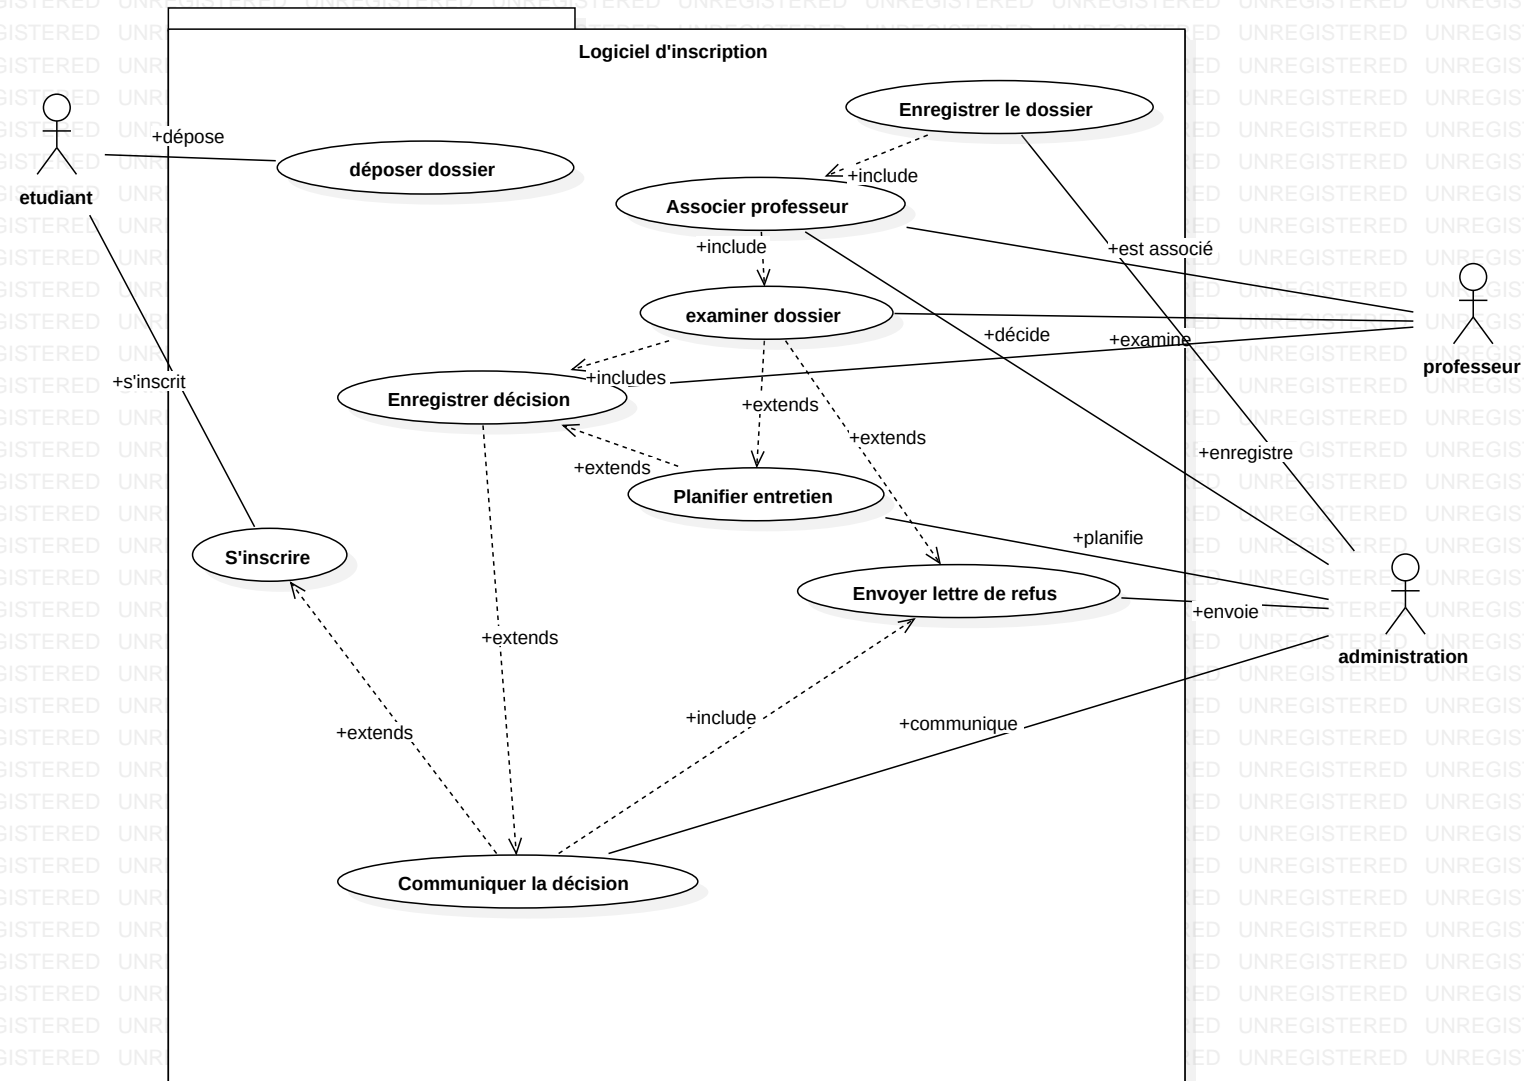 Logiciel d'inscription
Enregistrer le dossier
+dépose
déposer dossier
+include
etudiant
Associer professeur
+include
+est associé
examiner dossier
+décide
+examine
professeur
+s'inscrit
+includes
Enregistrer décision
+extends
+extends
+enregistre
+extends
Planifier entretien
+planifie
S'inscrire
Envoyer lettre de refus
+envoie
+extends
administration
+include
+communique
+extends
Communiquer la décision
UNREGISTERED